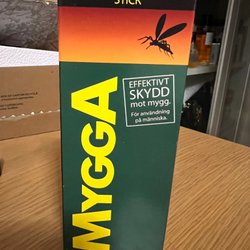 STICK
EFFEKTIVT
SKYDD
mot mygg.
För användning
på människa.
MYGGA